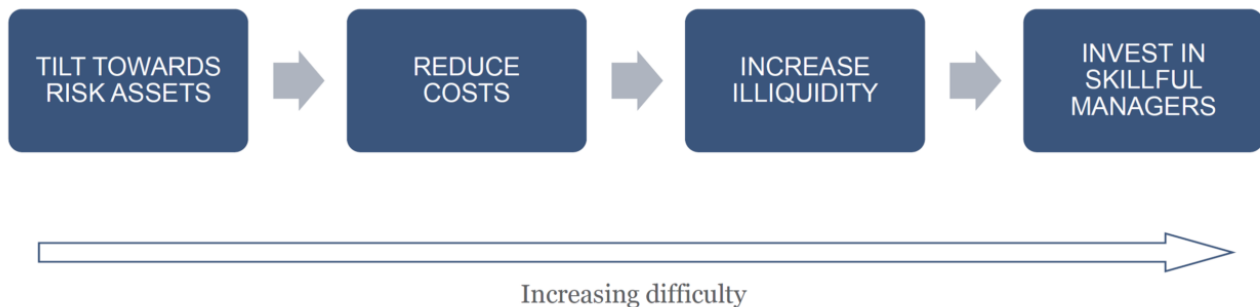 TILT TOWARDS
RISK ASSETS
REDUCE
COSTS
INCREASE
ILLIQUIDITY
INVEST IN
SKILLFUL
MANAGERS
Increasing difficulty